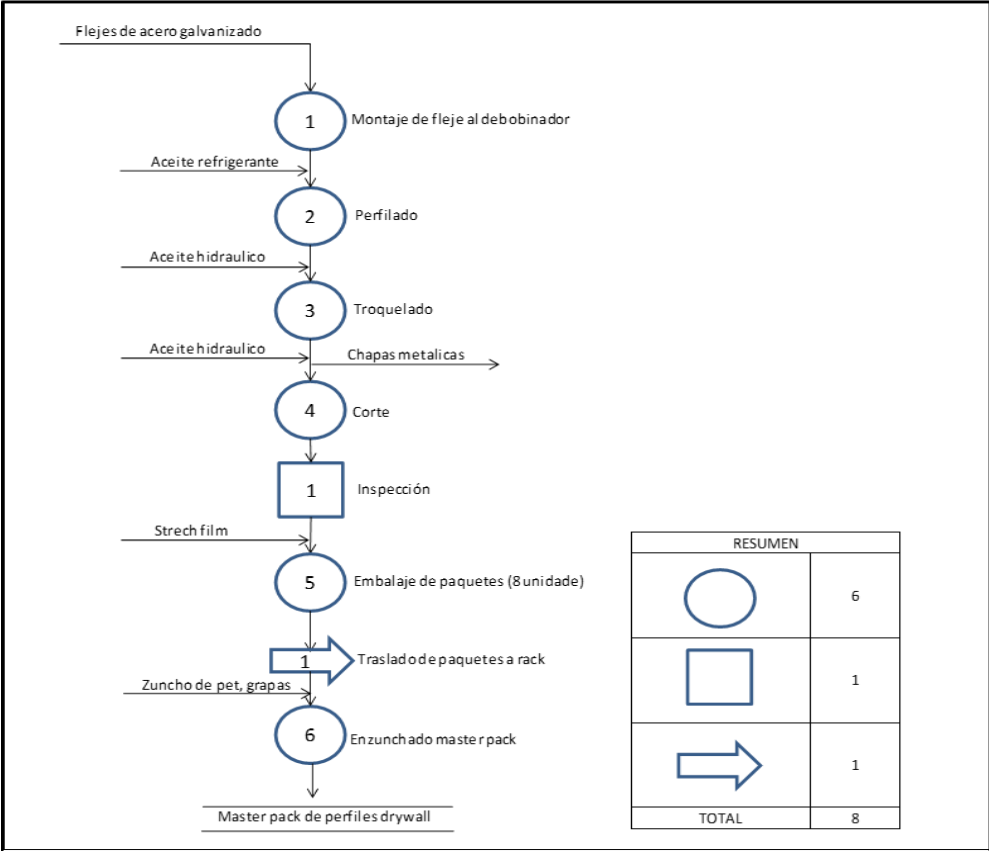 Flejes de acero galvanizado
1
Montaje de fleje al debobinador
Aceite refrigerante
2
Perfilado
Aceite hidraulico
3
Troquelado
Aceite hidraulico
Chapas metalicas
4
Corte
1
Inspección
Strech film
5
Embalaje de paquetes (8 unidade)
1
Traslado de paquetes a rack
Zuncho de pet, grapas
6
Enzunchado master pack
Master pack de perfiles drywall
RESUMEN
6
1
1
TOTAL 8